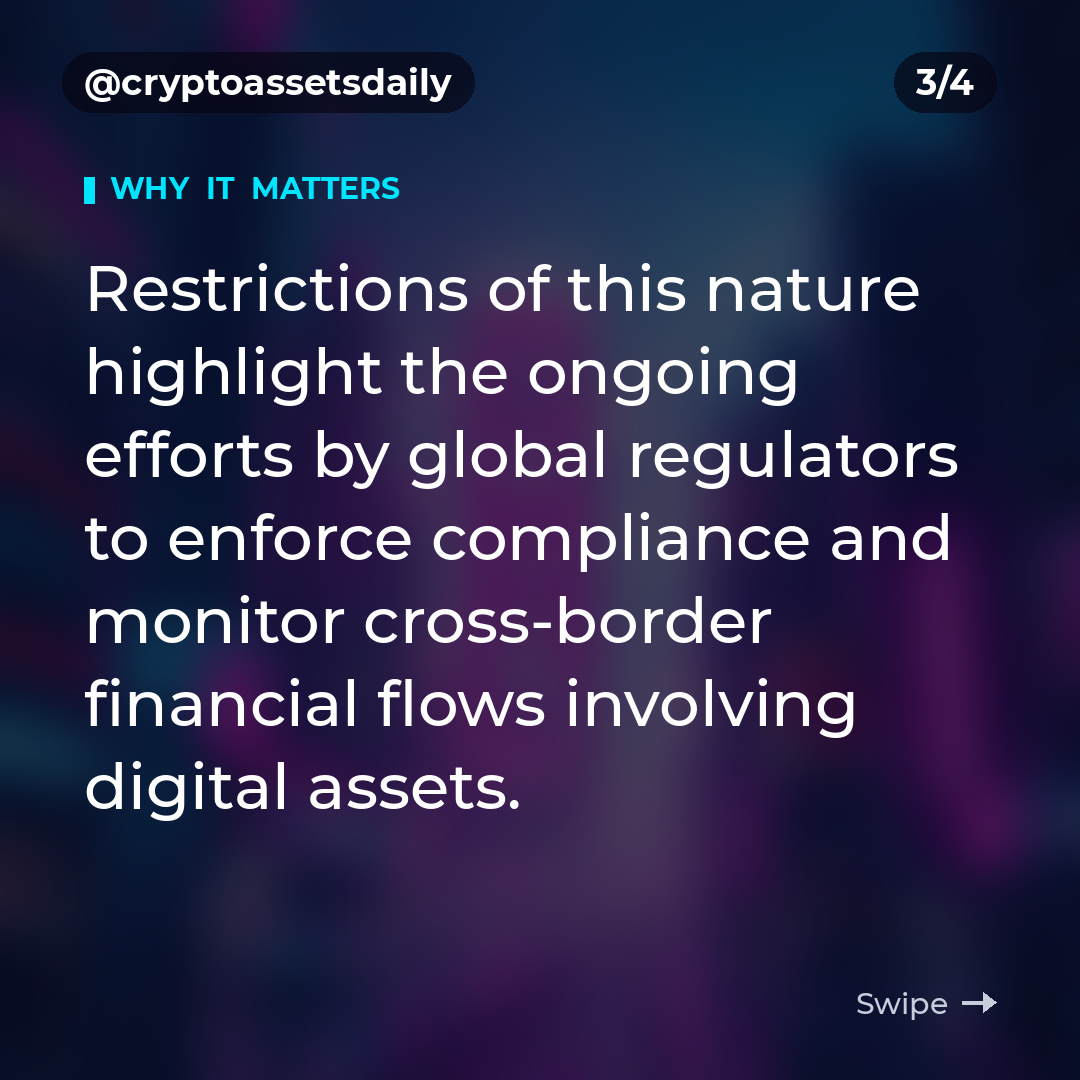 @cryptoassetsdaily
3/4
WHY IT MATTERS
Restrictions of this nature
highlight the ongoing
efforts by global regulators
to enforce compliance and
monitor cross-border
financial flows involving
digital assets.
Swipe →